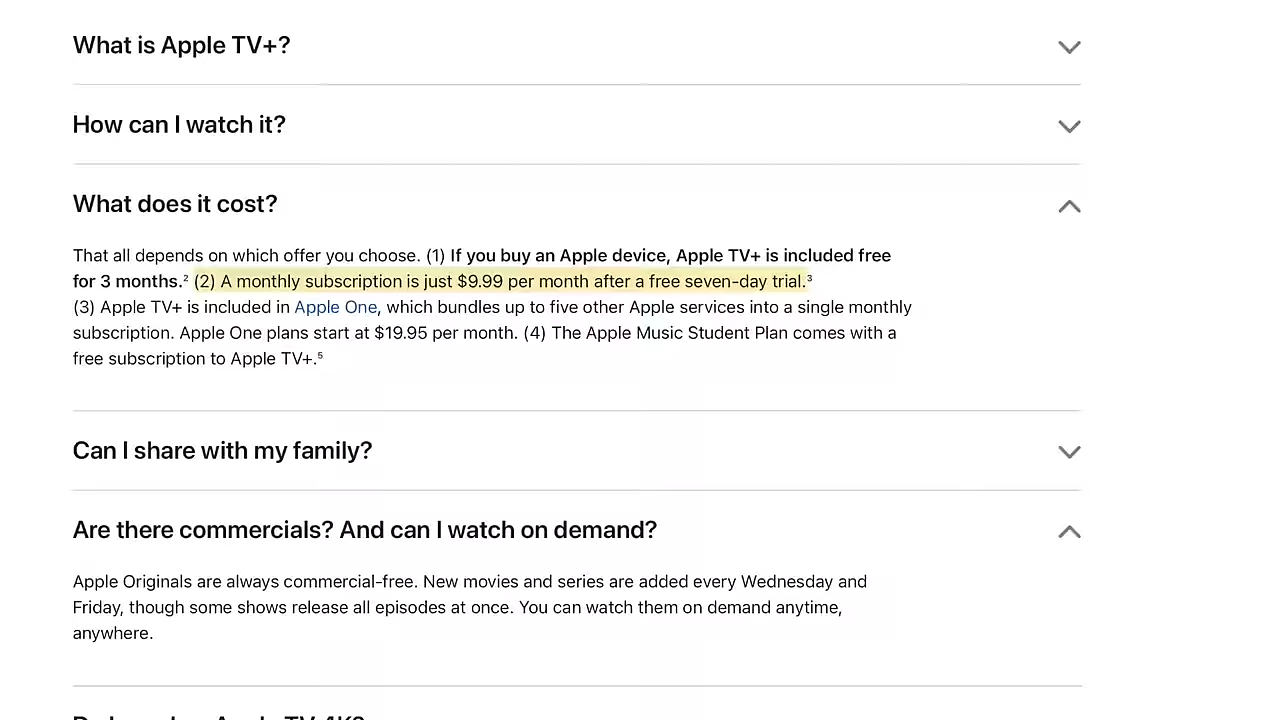 What is Apple TV+?
How can I watch it?
What does it cost?
That all depends on which offer you choose. (1) If you buy an Apple device, Apple TV+ is included free
for 3 months.² (2) A monthly subscription is just $9.99 per month after a free seven-day trial.³
(3) Apple TV+ is included in Apple One, which bundles up to five other Apple services into a single monthly
subscription. Apple One plans start at $19.95 per month. (4) The Apple Music Student Plan comes with a
free subscription to Apple TV+.⁵
Can I share with my family?
Are there commercials? And can I watch on demand?
Apple Originals are always commercial-free. New movies and series are added every Wednesday and
Friday, though some shows release all episodes at once. You can watch them on demand anytime,
anywhere.